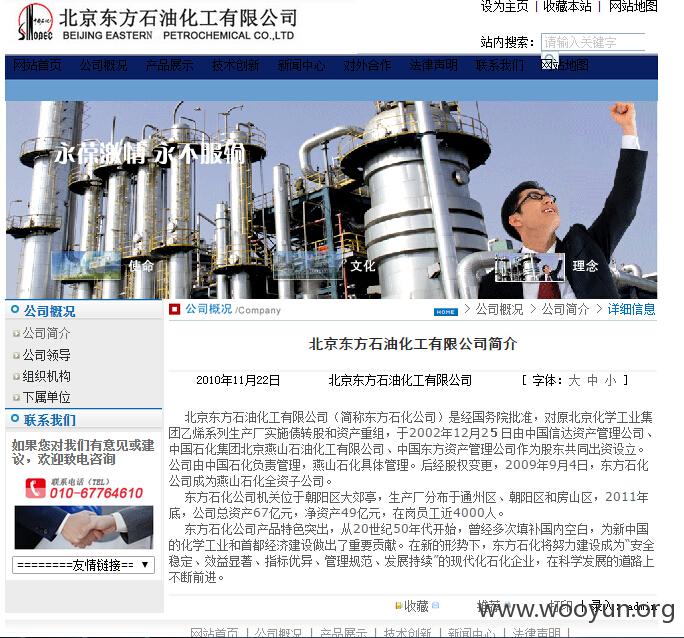 中国石化
SINOPEC
北京东方石油化工有限公司
BEIJING EASTERN PETROCHEMICAL CO.,LTD
设为主页 | 收藏本站 | 网站地图
站内搜索： 请输入关键字
网站首页 公司概况 产品展示 技术创新 新闻中心 对外合作 法律声明 联系我们 网站地图
永葆激情 永不服输
使命 文化 理念
公司概况
公司简介
公司领导
组织机构
下属单位
联系我们
如果您对我们有意见或建
议，欢迎致电咨询
联系电话（TEL）
010-67764610
========友情链接== ▼
公司概况 /Company
HOME > 公司概况 > 公司简介 > 详细信息
北京东方石油化工有限公司简介
2010年11月22日 北京东方石油化工有限公司 [ 字体：大 中 小 ]
北京东方石油化工有限公司（简称东方石化公司）是经国务院批准，对原北京化学工业集
团乙烯系列生产厂实施债转股和资产重组，于2002年12月25日由中国信达资产管理公司、
中国石化集团北京燕山石油化工有限公司、中国东方资产管理公司作为股东共同出资设立。
公司由中国石化负责管理，燕山石化具体管理。后经股权变更，2009年9月4日，东方石化
公司成为燕山石化全资子公司。
东方石化公司机关位于朝阳区大郊亭，生产厂分布于通州区、朝阳区和房山区，2011年
底，公司总资产67亿元，净资产49亿元，在岗员工近4000人。
东方石化公司产品特色突出，从20世纪50年代开始，曾经多次填补国内空白，为新中国
的化学工业和首都经济建设做出了重要贡献。在新的形势下，东方石化将努力建设成为“安全
稳定、效益显著、指标优异、管理规范、发展持续”的现代化石化企业，在科学发展的道路上
不断前进。
收藏 推荐 打印 | 录入：admin
www.wooyun.org
网站首页 | 公司概况 | 产品展示 | 技术创新 | 新闻中心 | 对外合作 | 法律声明 |